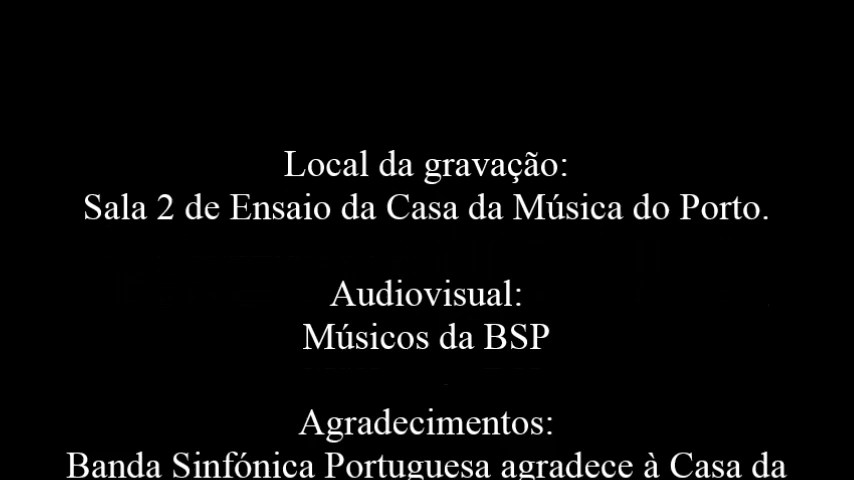 Local da gravação:
Sala 2 de Ensaio da Casa da Música do Porto.
Audiovisual:
Músicos da BSP
Agradecimentos:
Banda Sinfónica Portuguesa agradece à Casa da